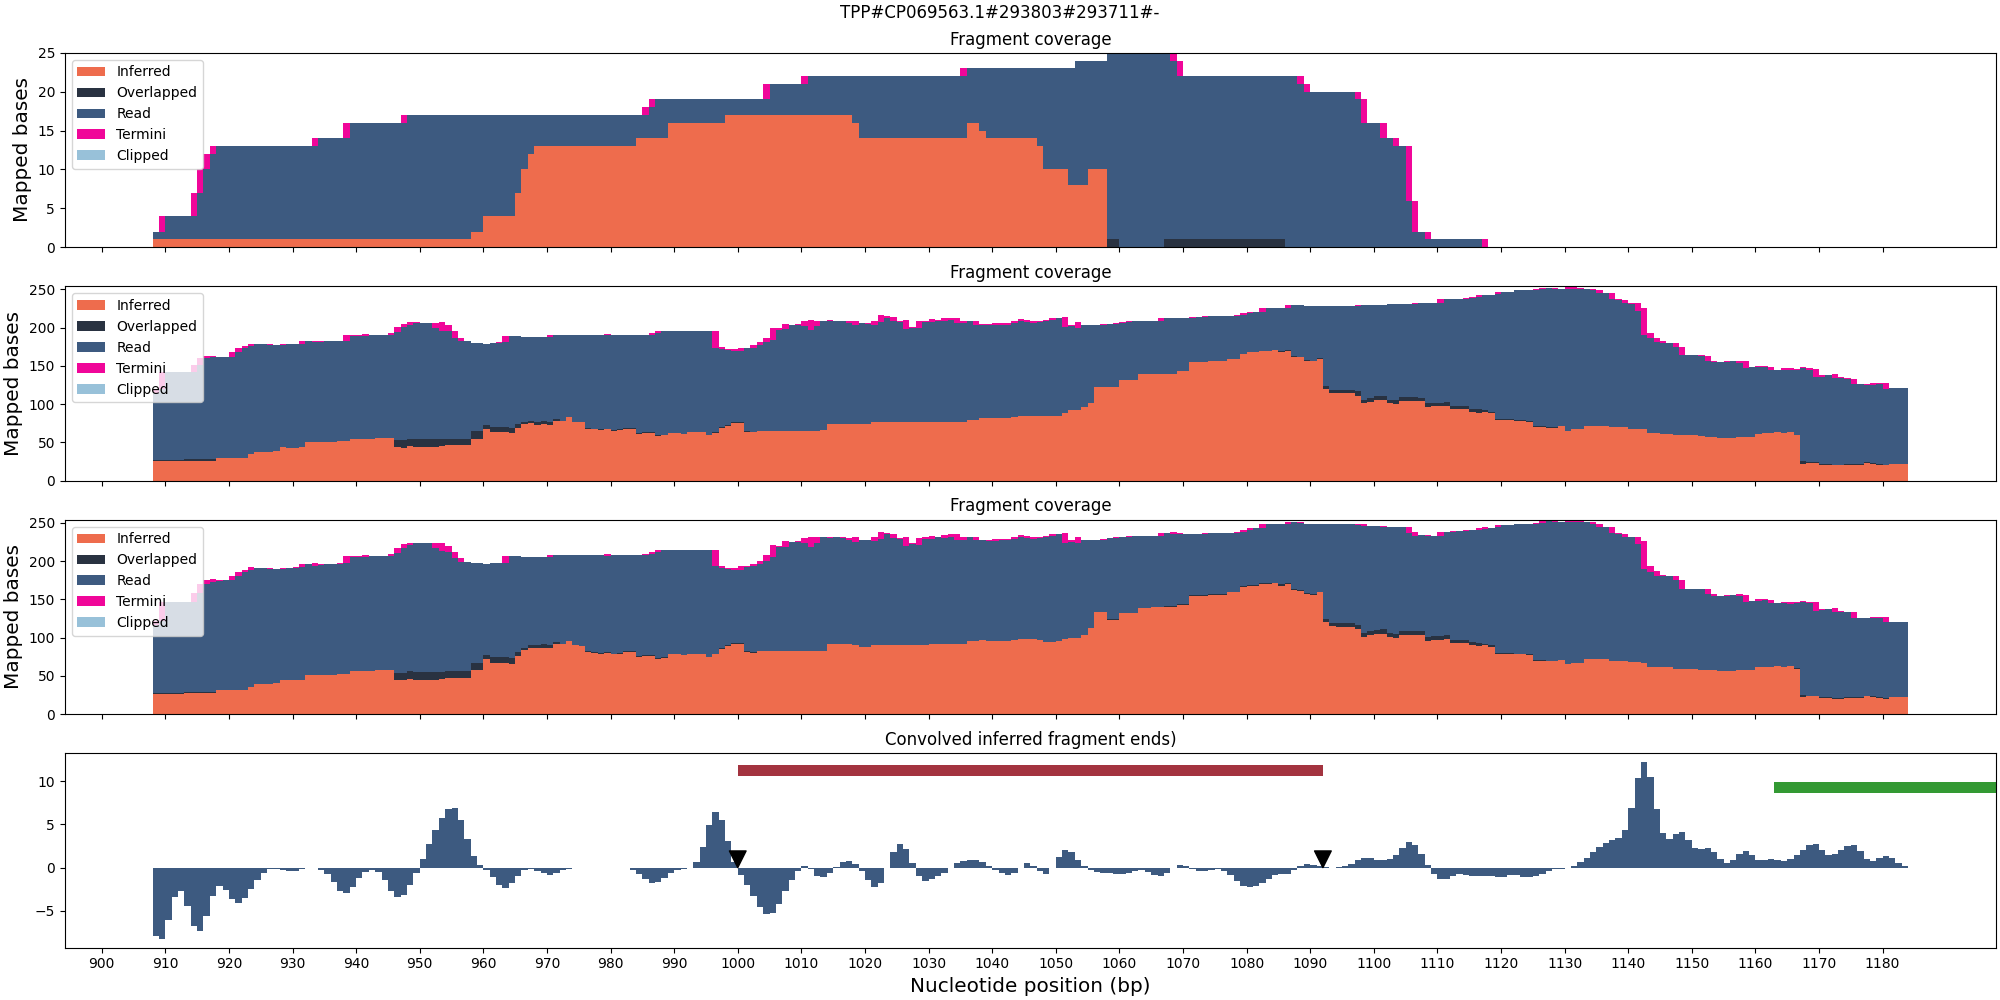 TPP#CP069563.1#293803#293711#-
Fragment coverage
Mapped bases
25
20
15
10
5
0
Inferred
Overlapped
Read
Termini
Clipped
Fragment coverage
Mapped bases
250
200
150
100
50
0
Inferred
Overlapped
Read
Termini
Clipped
Fragment coverage
Mapped bases
250
200
150
100
50
0
Inferred
Overlapped
Read
Termini
Clipped
Convolved inferred fragment ends)
10
5
0
−5
900 910 920 930 940 950 960 970 980 990 1000 1010 1020 1030 1040 1050 1060 1070 1080 1090 1100 1110 1120 1130 1140 1150 1160 1170 1180
Nucleotide position (bp)